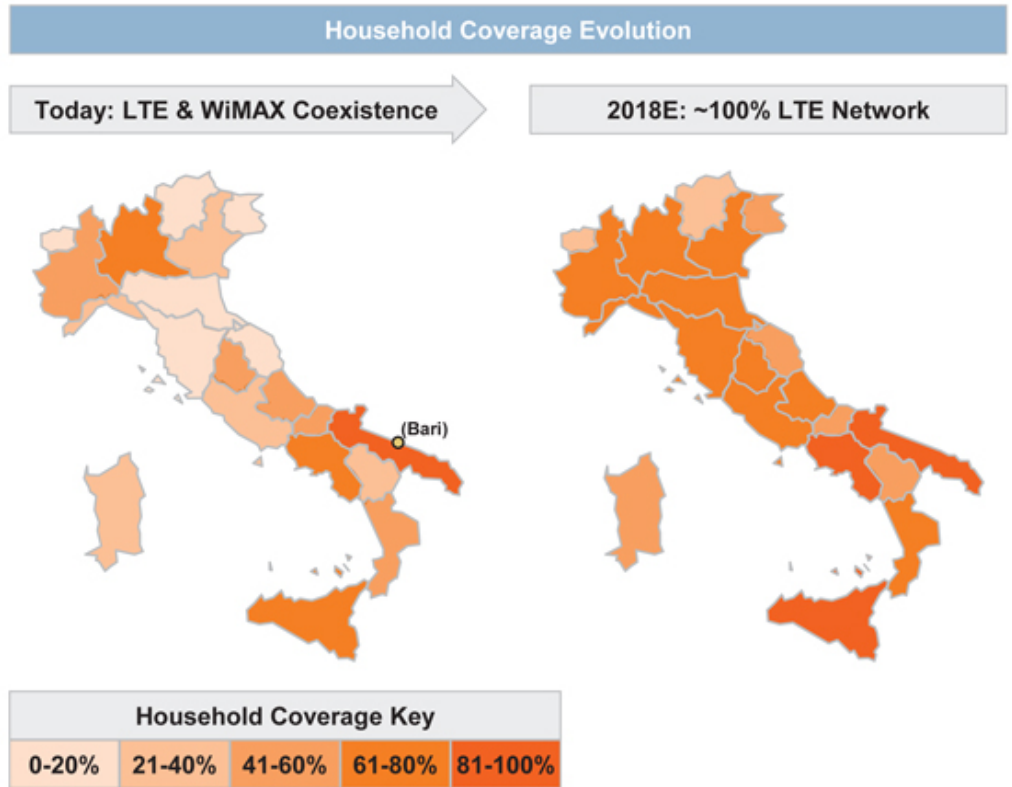 Household Coverage Evolution
Today: LTE & WiMAX Coexistence
2018E: ~100% LTE Network
(Bari)
Household Coverage Key
0-20% 21-40% 41-60% 61-80% 81-100%